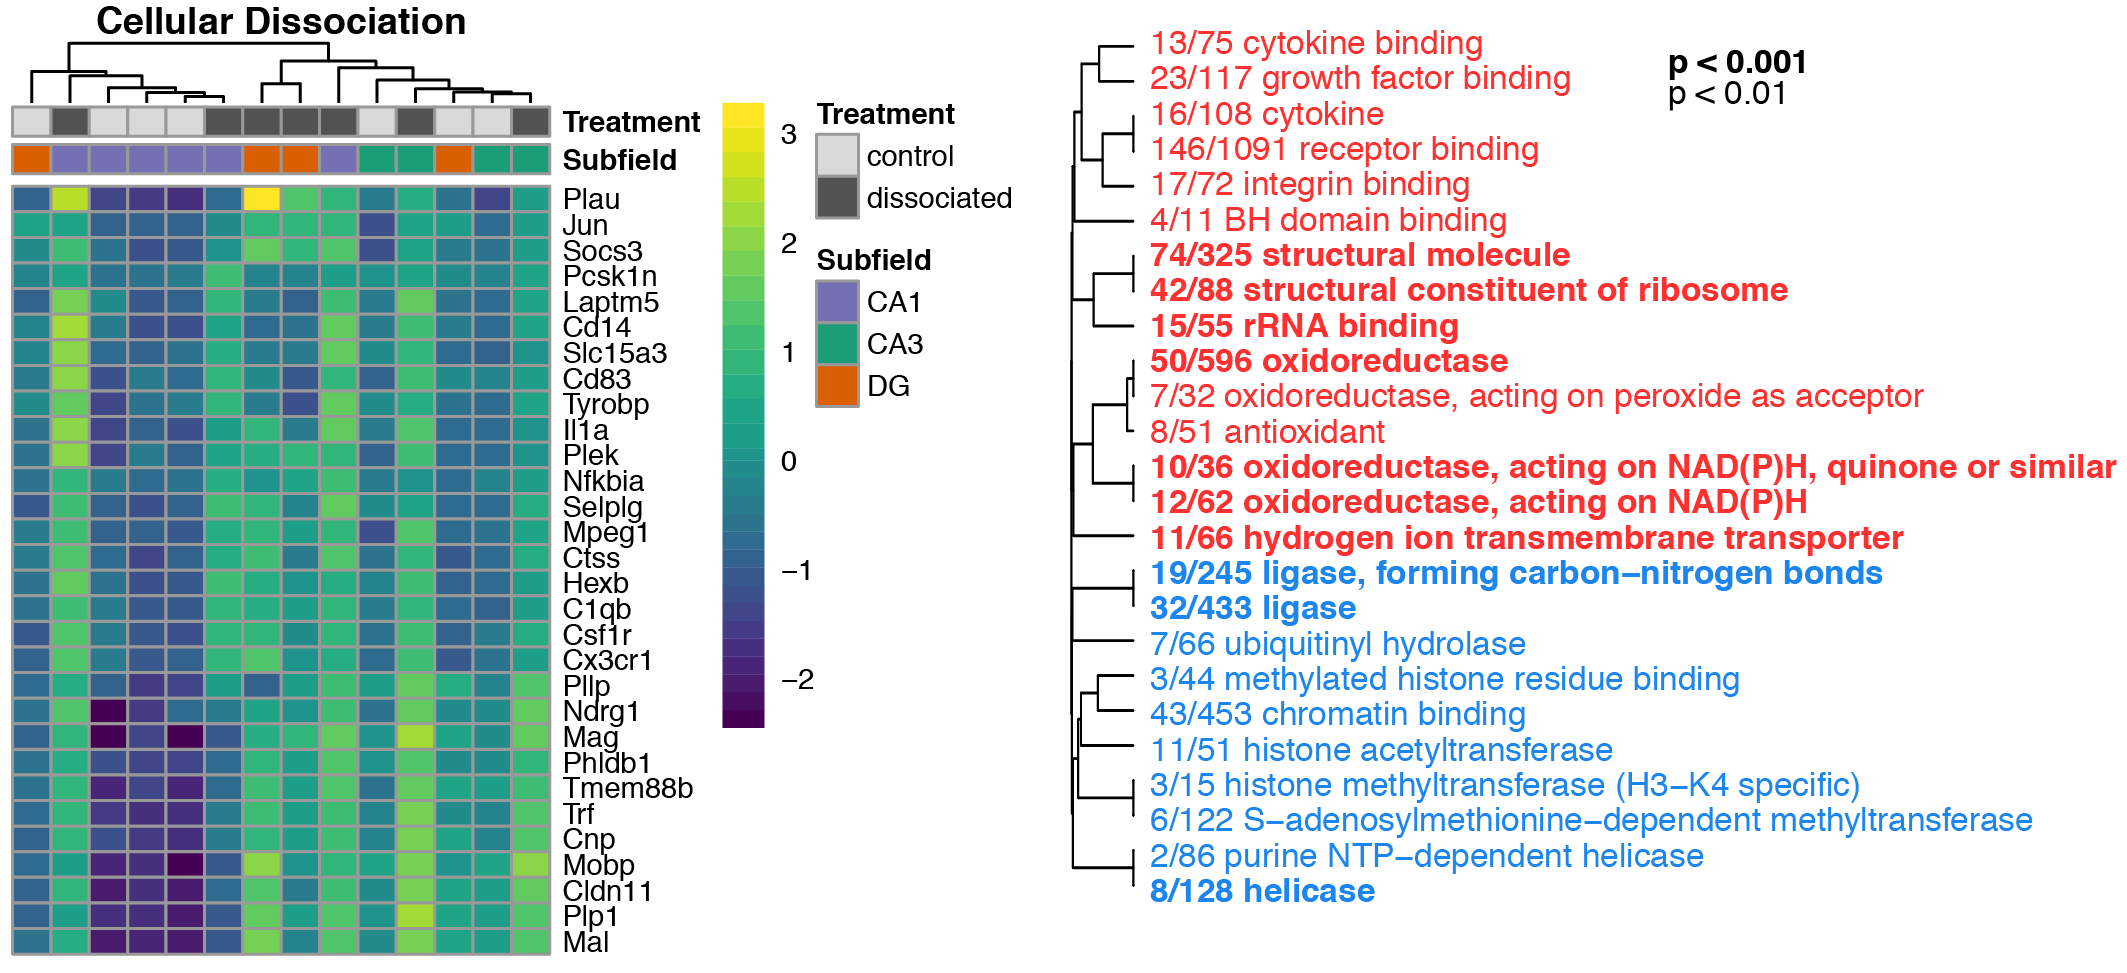 Cellular Dissociation
Treatment
Subfield
Plau
Jun
Socs3
Pcsk1n
Laptm5
Cd14
Slc15a3
Cd83
Tyrobp
Il1a
Plek
Nfkbia
Selplg
Mpeg1
Ctss
Hexb
C1qb
Csf1r
Cx3cr1
Pllp
Ndrg1
Mag
Phldb1
Tmem88b
Trf
Cnp
Mobp
Cldn11
Plp1
Mal
3
2
1
0
−1
−2
Treatment
control
dissociated
Subfield
CA1
CA3
DG
13/75 cytokine binding
23/117 growth factor binding
16/108 cytokine
146/1091 receptor binding
17/72 integrin binding
4/11 BH domain binding
74/325 structural molecule
42/88 structural constituent of ribosome
15/55 rRNA binding
50/596 oxidoreductase
7/32 oxidoreductase, acting on peroxide as acceptor
8/51 antioxidant
10/36 oxidoreductase, acting on NAD(P)H, quinone or similar
12/62 oxidoreductase, acting on NAD(P)H
11/66 hydrogen ion transmembrane transporter
19/245 ligase, forming carbon−nitrogen bonds
32/433 ligase
7/66 ubiquitinyl hydrolase
3/44 methylated histone residue binding
43/453 chromatin binding
11/51 histone acetyltransferase
3/15 histone methyltransferase (H3−K4 specific)
6/122 S−adenosylmethionine−dependent methyltransferase
2/86 purine NTP−dependent helicase
8/128 helicase
p < 0.001
p < 0.01